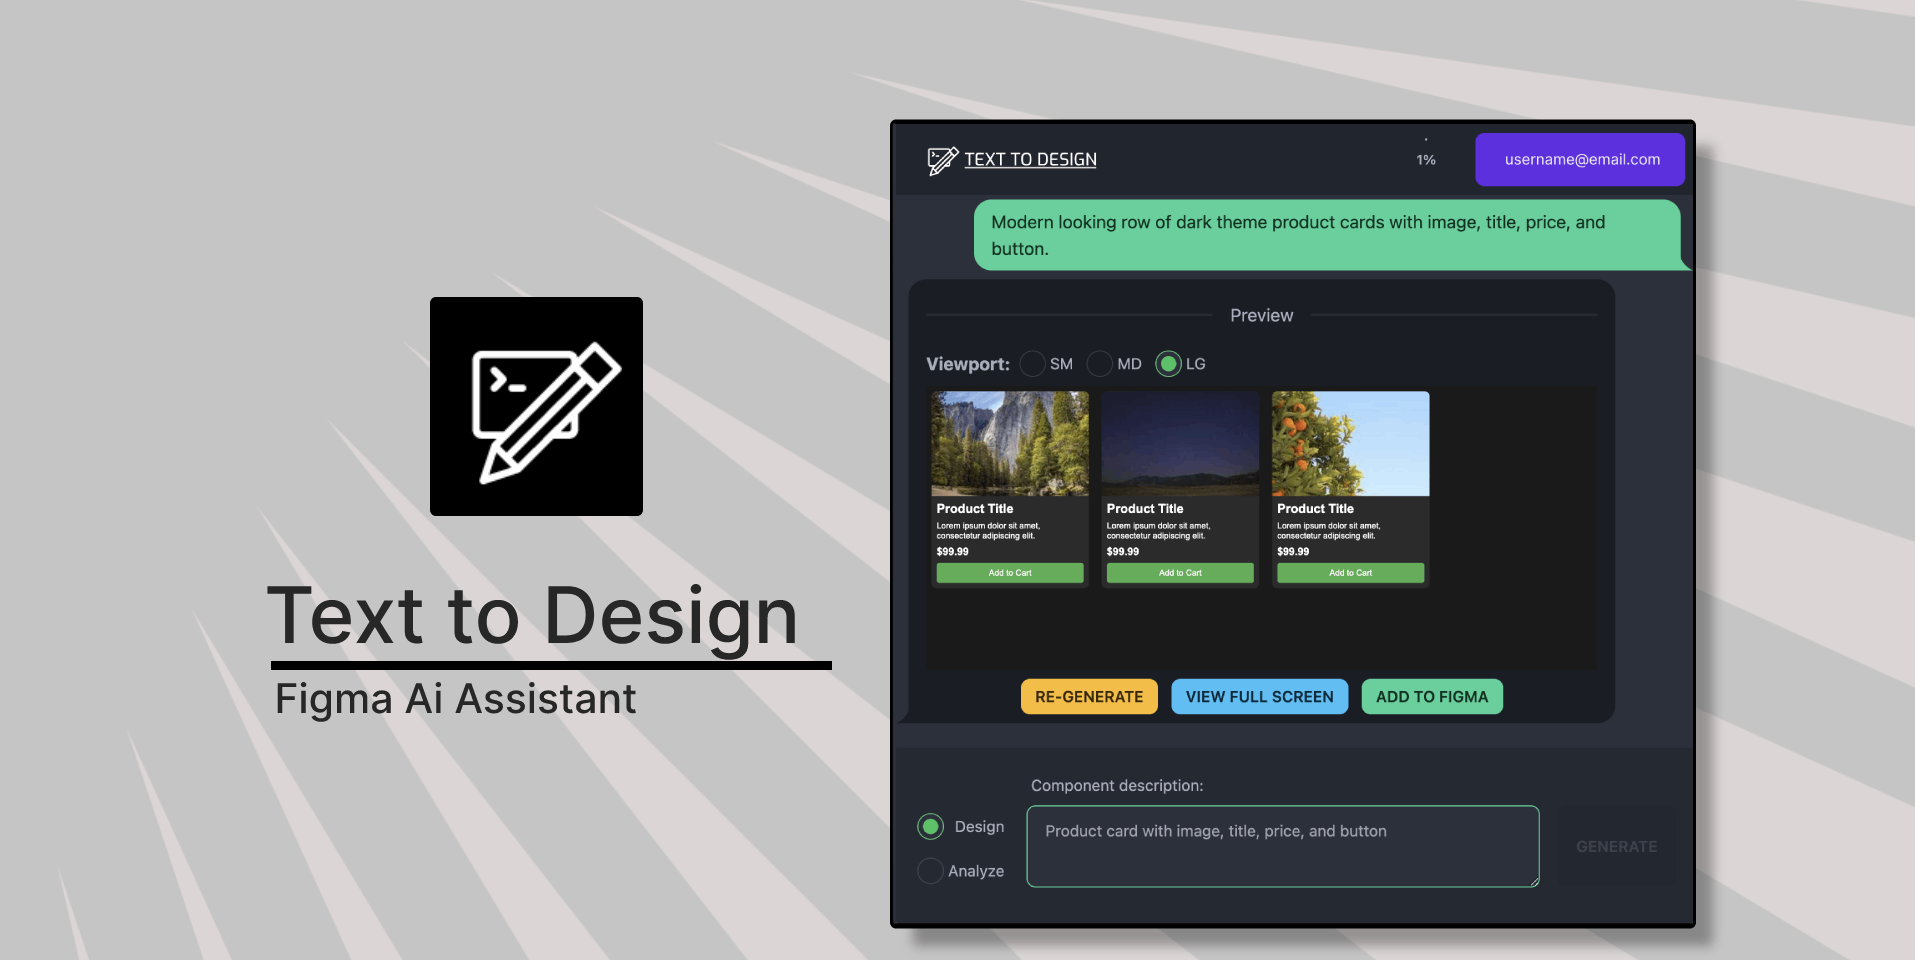 Text to Design
Figma Ai Assistant
TEXT TO DESIGN
1%
username@email.com
Modern looking row of dark theme product cards with image, title, price, and
button.
Preview
Viewport: SM MD LG
Product Title
Lorem ipsum dolor sit amet,
consectetur adipiscing elit.
$99.99
Add to Cart
Product Title
Lorem ipsum dolor sit amet,
consectetur adipiscing elit.
$99.99
Add to Cart
Product Title
Lorem ipsum dolor sit amet,
consectetur adipiscing elit.
$99.99
Add to Cart
RE-GENERATE
VIEW FULL SCREEN
ADD TO FIGMA
Component description:
Design
Analyze
Product card with image, title, price, and button
GENERATE